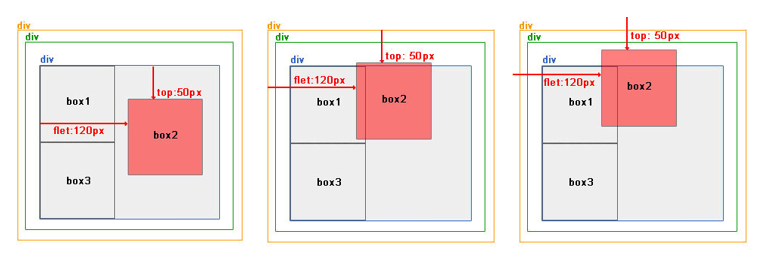 div
div
div
box1
top:50px
flet:120px
box2
box3
div
div
div
top: 50px
flet:120px
box1
box2
box3
div
div
div
top: 50px
flet:120px
box1
box2
box3